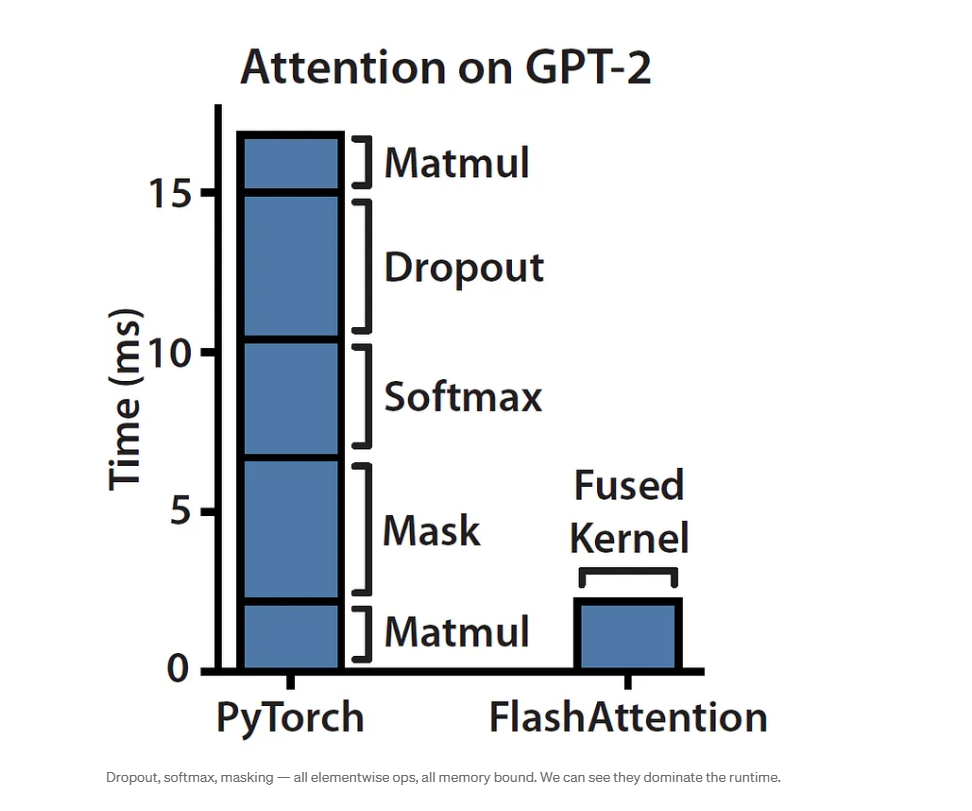 Attention on GPT-2
Time (ms)
15
10
5
0
Matmul
Dropout
Softmax
Mask
Matmul
Fused
Kernel
PyTorch
FlashAttention
Dropout, softmax, masking — all elementwise ops, all memory bound. We can see they dominate the runtime.